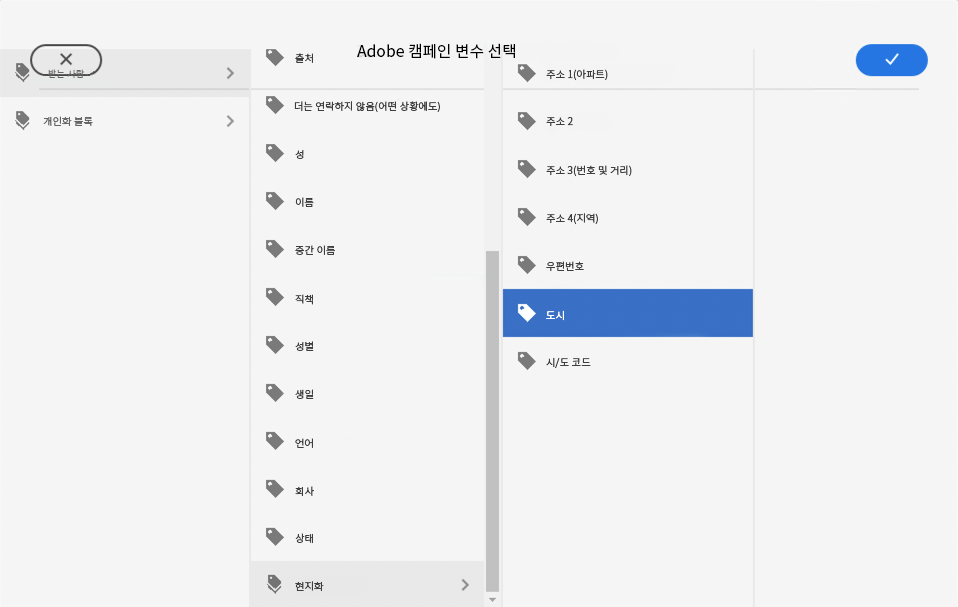 Adobe 캠페인 변수 선택
받는 사람
개인화 블록
출처
더는 연락하지 않음(어떤 상황에도)
성
이름
중간 이름
직책
성별
생일
언어
회사
상태
현지화
주소 1(아파트)
주소 2
주소 3(번호 및 거리)
주소 4(지역)
우편번호
도시
시/도 코드